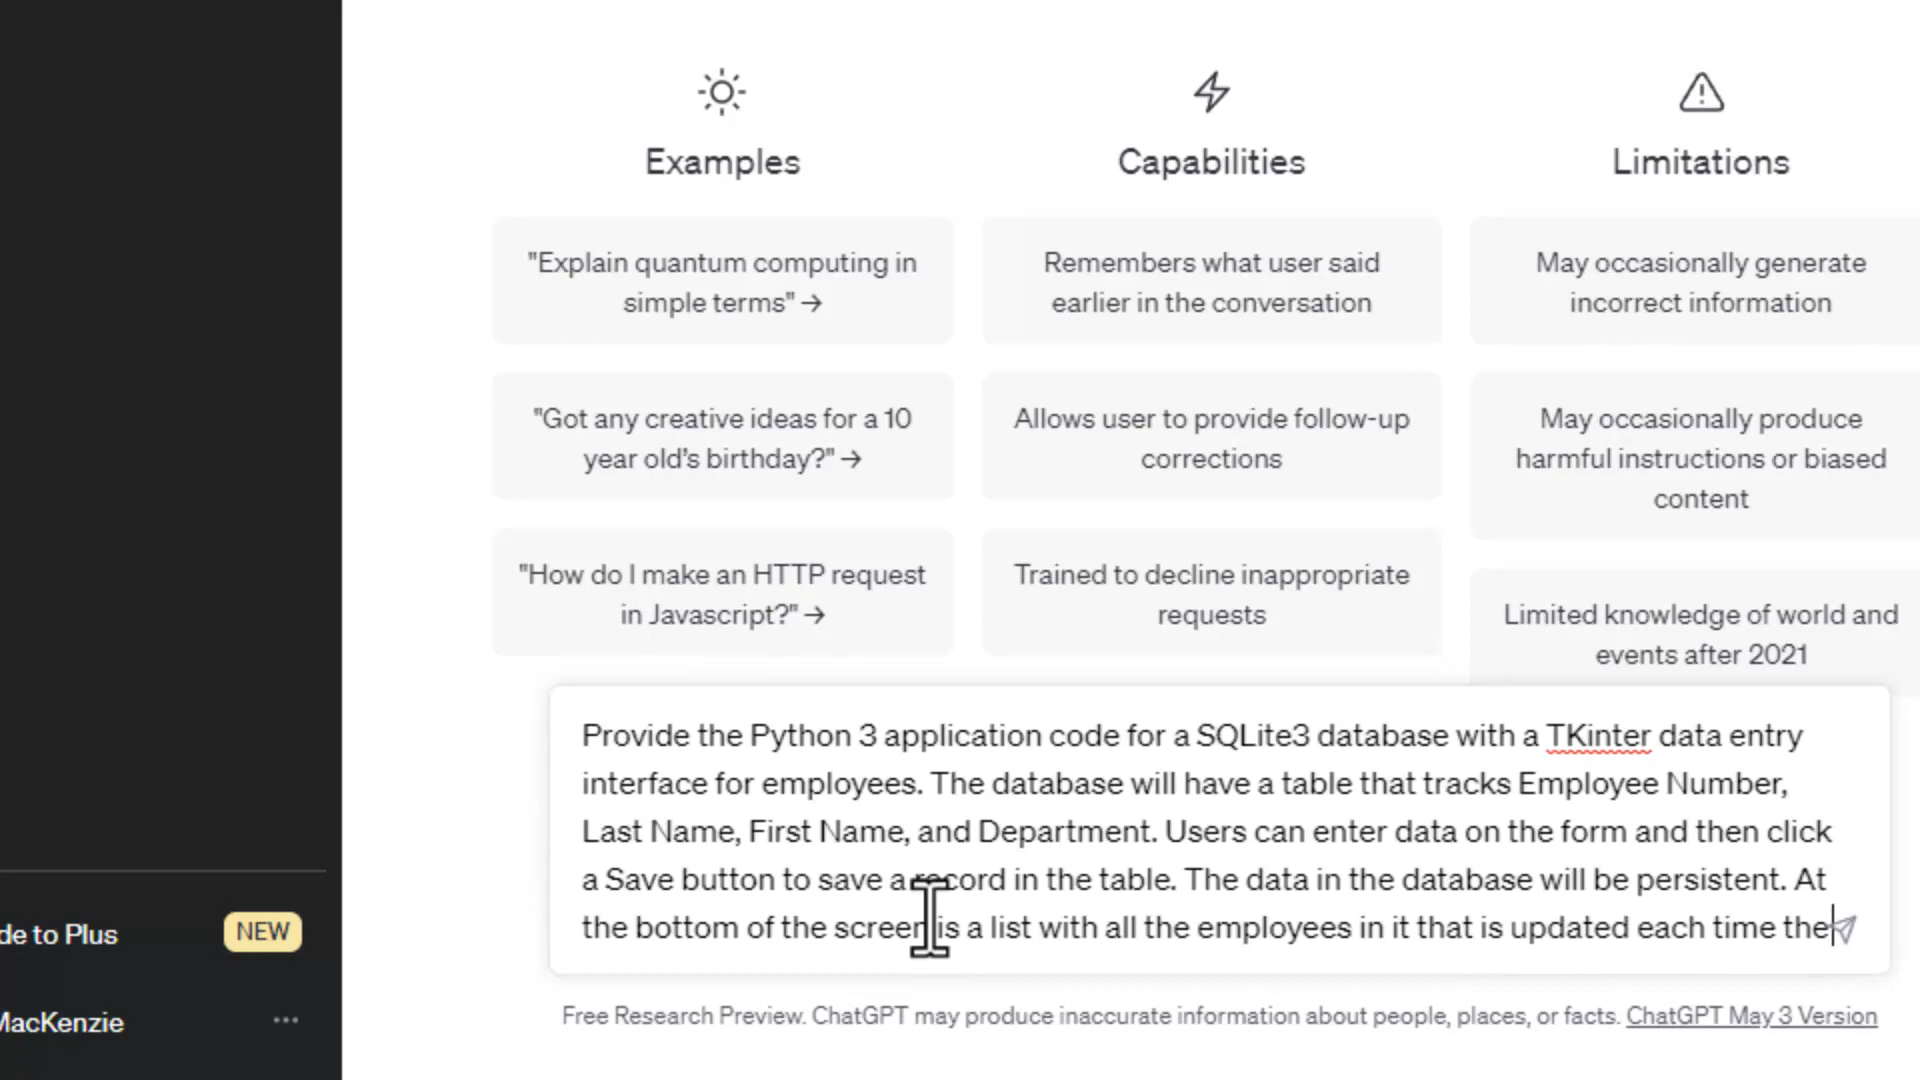 Examples
Capabilities
Limitations
"Explain quantum computing in
simple terms" →
Remembers what user said
earlier in the conversation
May occasionally generate
incorrect information
"Got any creative ideas for a 10
year old's birthday?" →
Allows user to provide follow-up
corrections
May occasionally produce
harmful instructions or biased
content
"How do I make an HTTP request
in Javascript?" →
Trained to decline inappropriate
requests
Limited knowledge of world and
events after 2021
Provide the Python 3 application code for a SQLite3 database with a TKinter data entry
interface for employees. The database will have a table that tracks Employee Number,
Last Name, First Name, and Department. Users can enter data on the form and then click
a Save button to save a record in the table. The data in the database will be persistent. At
the bottom of the screen is a list with all the employees in it that is updated each time the
de to Plus
NEW
MacKenzie
Free Research Preview. ChatGPT may produce inaccurate information about people, places, or facts. ChatGPT May 3 Version